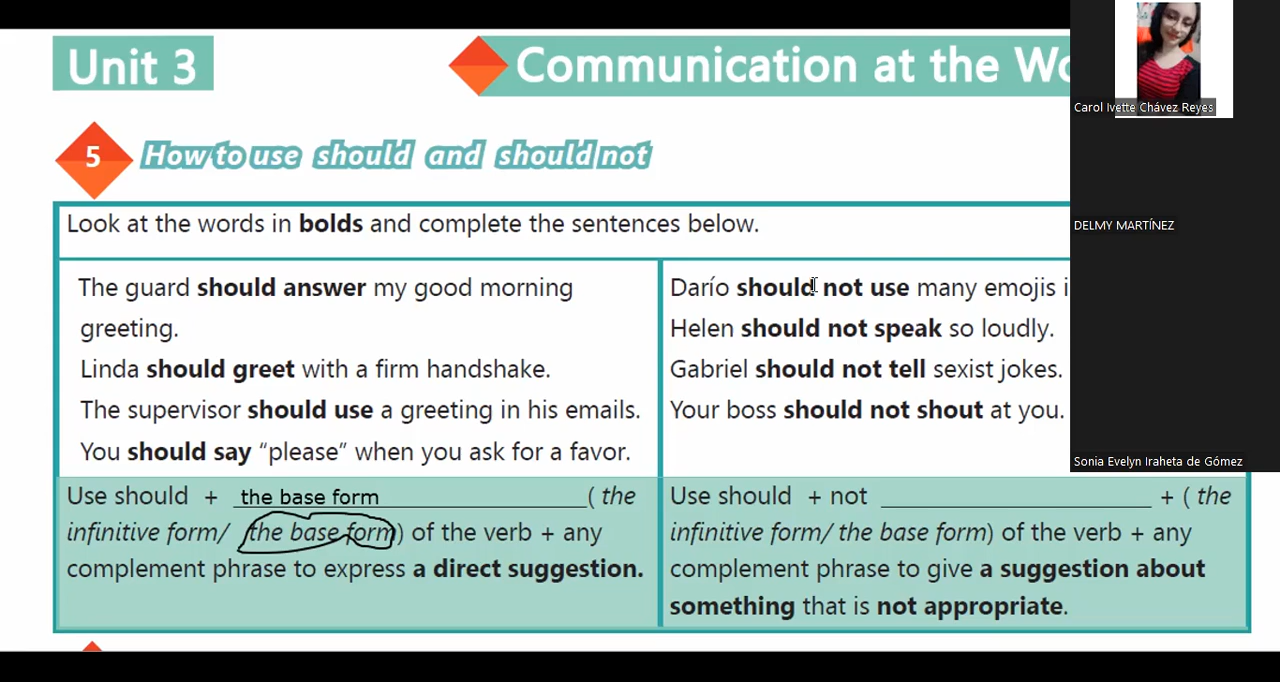 Unit 3
Communication at the Wo
5
How to use should and should not
Look at the words in bolds and complete the sentences below.
The guard should answer my good morning
greeting.
Linda should greet with a firm handshake.
The supervisor should use a greeting in his emails.
You should say “please” when you ask for a favor.
Darío should not use many emojis i
Helen should not speak so loudly.
Gabriel should not tell sexist jokes.
Your boss should not shout at you.
Use should + the base form ( the
infinitive form/ the base form) of the verb + any
complement phrase to express a direct suggestion.
Use should + not ____________________ + ( the
infinitive form/ the base form) of the verb + any
complement phrase to give a suggestion about
something that is not appropriate.
Carol Ivette Chávez Reyes
DELMY MARTÍNEZ
Sonia Evelyn Iraheta de Gómez